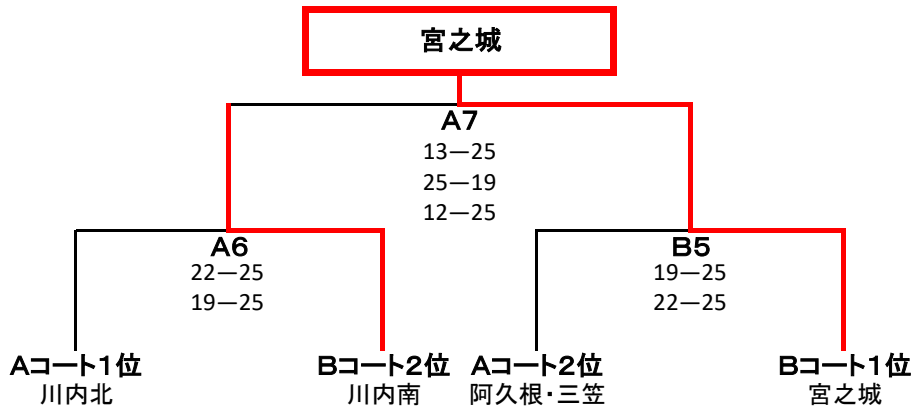 宮之城
A7
13―25
25―19
12―25
A6
22―25
19―25
B5
19―25
22―25
Aコート1位
川内北
Bコート2位
川内南
Aコート2位
阿久根・三笠
Bコート1位
宮之城